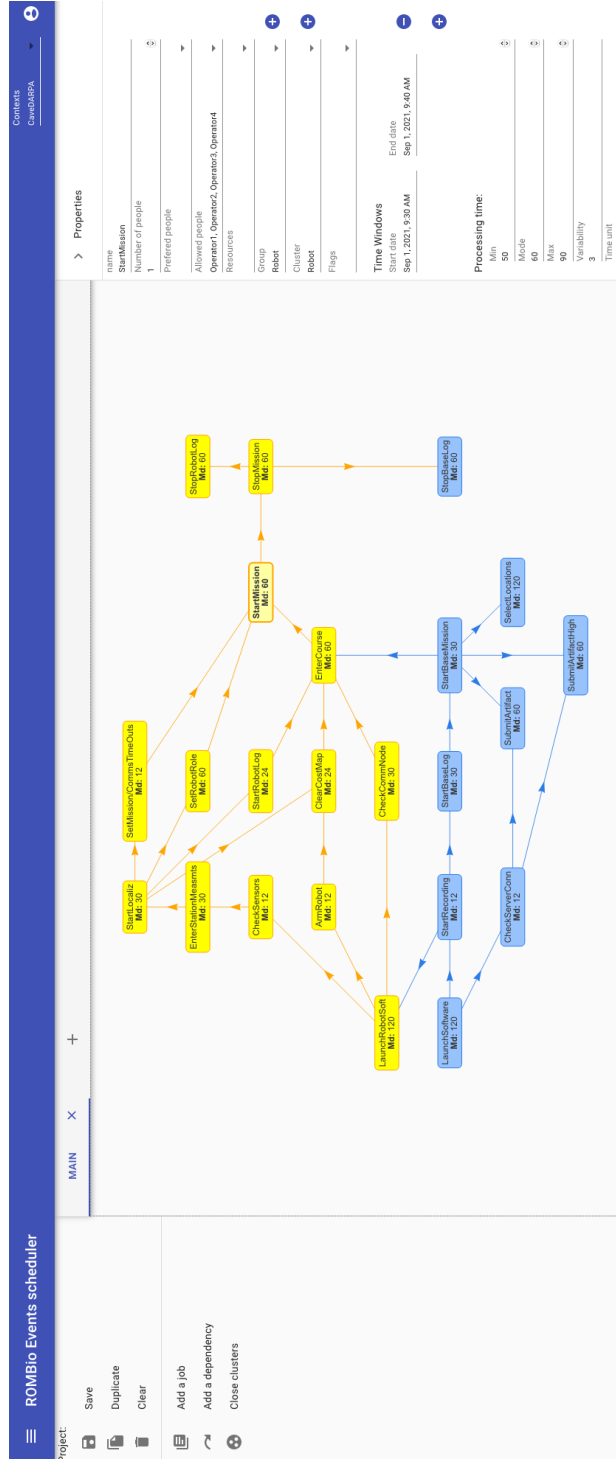 ROMBio Events scheduler
Contexts
CaveDARPA
Project:
Save
Duplicate
Clear
Add a job
Add a dependency
Close clusters
MAIN
StartLocaliz
Md: 30
SetMission/CommsTimeOuts
Md: 12
EnterStationMeasmts
Md: 30
SetRobotRole
Md: 60
StopRobotLog
Md: 60
CheckSensors
Md: 12
StartRobotLog
Md: 24
StartMission
Md: 60
StopMission
Md: 60
ArmRobot
Md: 12
ClearCostMap
Md: 24
EnterCourse
Md: 60
LaunchRobotSoft
Md: 120
CheckCommNode
Md: 30
LaunchSoftware
Md: 120
StartRecording
Md: 12
StartBaseLog
Md: 30
StartBaseMission
Md: 30
StopBaseLog
Md: 60
CheckServerConn
Md: 12
SubmitArtifact
Md: 60
SelectLocations
Md: 120
SubmitArtifactHigh
Md: 60
Properties
name
StartMission
Number of people
1
Prefered people
Allowed people
Operator1, Operator2, Operator3, Operator4
Resources
Group
Robot
Cluster
Robot
Flags
Time Windows
Start date End date
Sep 1, 2021, 9:30 AM Sep 1, 2021, 9:40 AM
Processing time:
Min
50
Mode
60
Max
90
Variability
3
Time unit